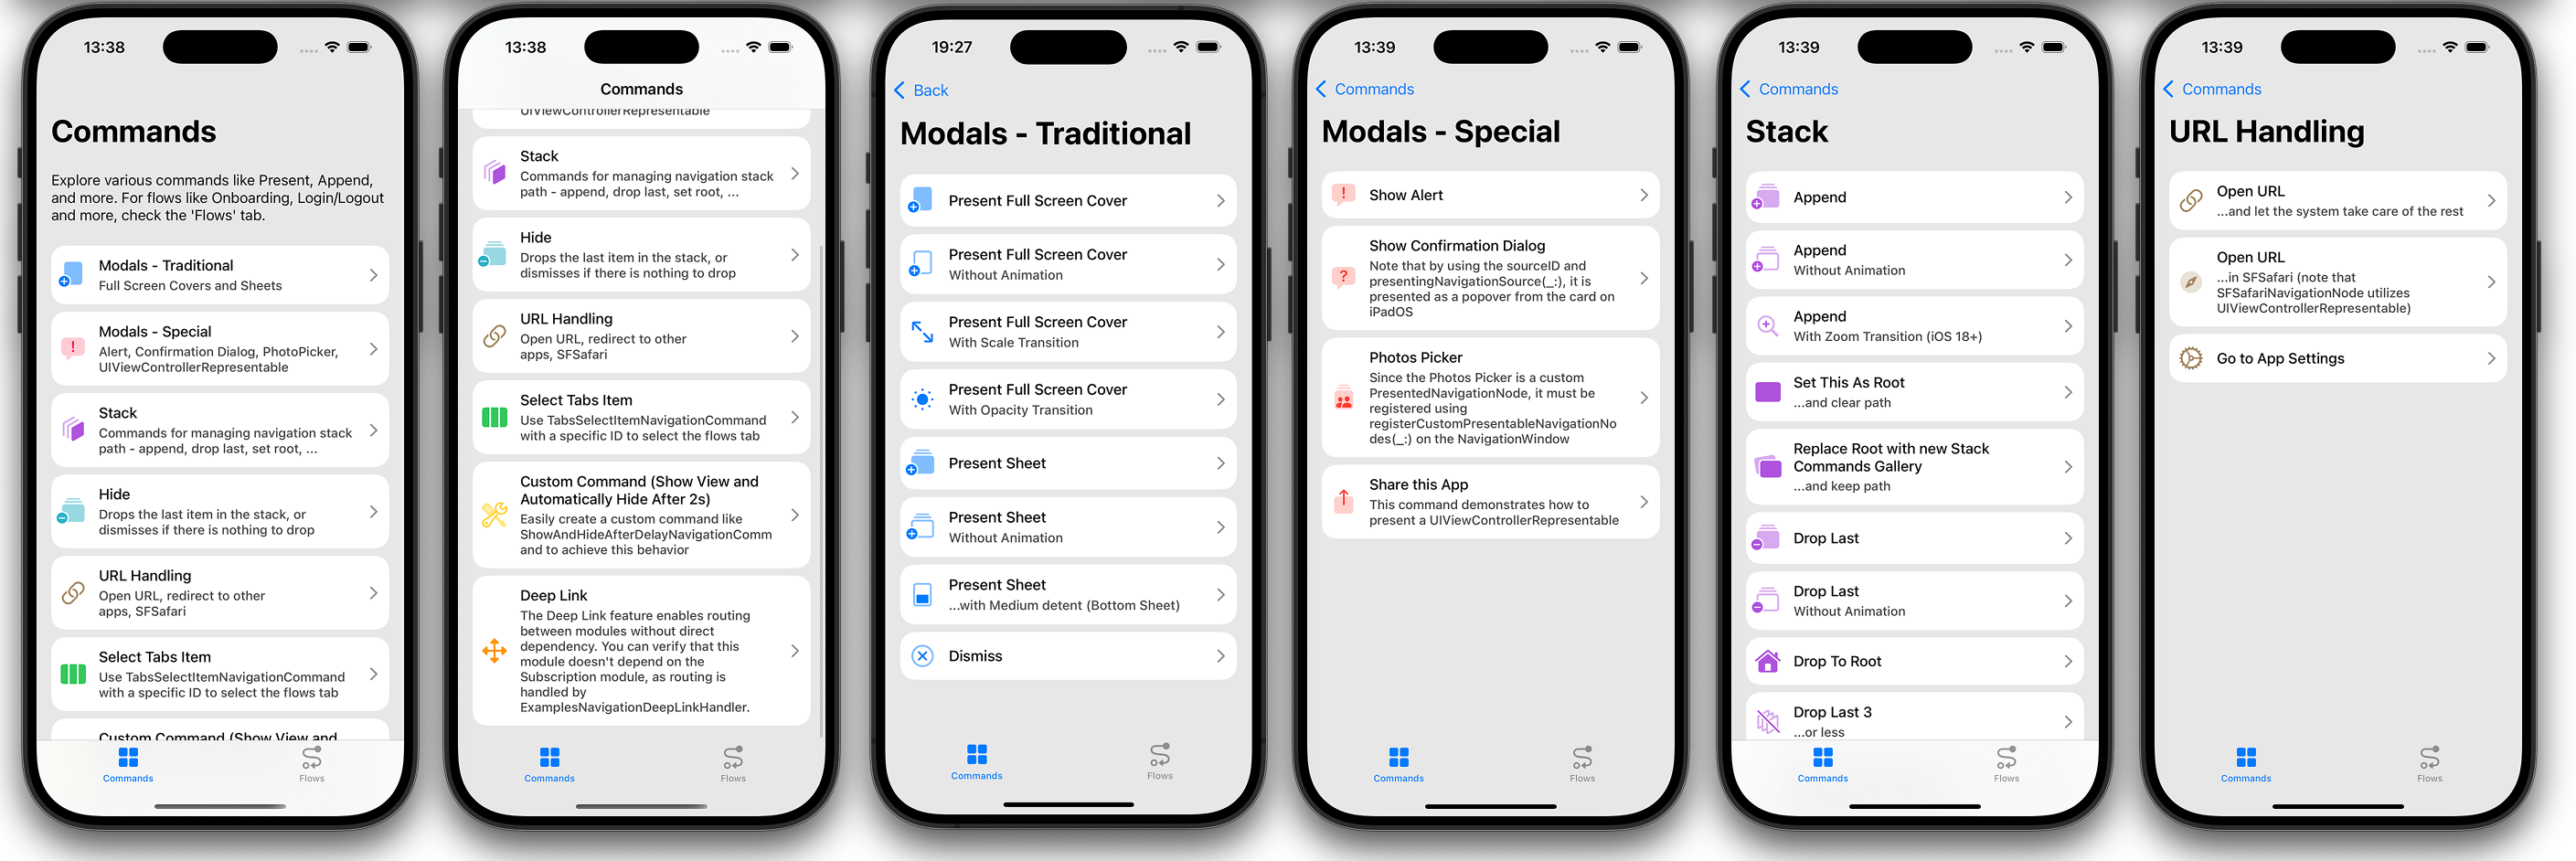 13:38
Commands
Explore various commands like Present, Append,
and more. For flows like Onboarding, Login/Logout
and more, check the 'Flows' tab.
Modals - Traditional
Full Screen Covers and Sheets
Modals - Special
Alert, Confirmation Dialog, PhotoPicker,
UIViewControllerRepresentable
Stack
Commands for managing navigation stack
path - append, drop last, set root, ...
Hide
Drops the last item in the stack, or
dismisses if there is nothing to drop
URL Handling
Open URL, redirect to other
apps, SFSafari
Select Tabs Item
Use TabsSelectItemNavigationCommand
with a specific ID to select the flows tab
Custom Command (Show View and
Commands
Flows
13:38
Commands
UIViewControllerRepresentable
Stack
Commands for managing navigation stack
path - append, drop last, set root, ...
Hide
Drops the last item in the stack, or
dismisses if there is nothing to drop
URL Handling
Open URL, redirect to other
apps, SFSafari
Select Tabs Item
Use TabsSelectItemNavigationCommand
with a specific ID to select the flows tab
Custom Command (Show View and
Automatically Hide After 2s)
Easily create a custom command like
ShowAndHideAfterDelayNavigationComm
and to achieve this behavior
Deep Link
The Deep Link feature enables routing
between modules without direct
dependency. You can verify that this
module doesn't depend on the
Subscription module, as routing is
handled by
ExamplesNavigationDeepLinkHandler.
Commands
Flows
19:27
Back
Modals - Traditional
Present Full Screen Cover
Present Full Screen Cover
Without Animation
Present Full Screen Cover
With Scale Transition
Present Full Screen Cover
With Opacity Transition
Present Sheet
Present Sheet
Without Animation
Present Sheet
...with Medium detent (Bottom Sheet)
Dismiss
Commands
Flows
13:39
Commands
Modals - Special
Show Alert
Show Confirmation Dialog
Note that by using the sourceID and
presentingNavigationSource(_:), it is
presented as a popover from the card on
iPadOS
Photos Picker
Since the Photos Picker is a custom
PresentedNavigationNode, it must be
registered using
registerCustomPresentableNavigationNo
des(_:) on the NavigationWindow
Share this App
This command demonstrates how to
present a UIViewControllerRepresentable
Commands
Flows
13:39
Commands
Stack
Append
Append
Without Animation
Append
With Zoom Transition (iOS 18+)
Set This As Root
...and clear path
Replace Root with new Stack
Commands Gallery
...and keep path
Drop Last
Drop Last
Without Animation
Drop To Root
Drop Last 3
...or less
Commands
Flows
13:39
Commands
URL Handling
Open URL
...and let the system take care of the rest
Open URL
...in SFSafari (note that
SFSafariNavigationNode utilizes
UIViewControllerRepresentable)
Go to App Settings
Commands
Flows